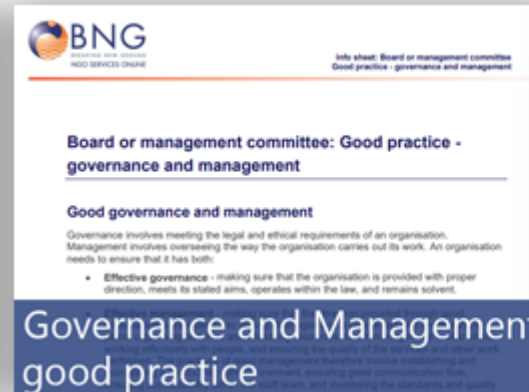 BNG
BREAKING NEW GROUND
NGO SERVICES ONLINE
Info sheet: Board or management committee
Good practice - governance and management
Board or management committee: Good practice -
governance and management
Good governance and management
Governance involves meeting the legal and ethical requirements of an organisation.
Management involves overseeing the way the organisation carries out its work. An organisation
needs to ensure that it has both:
• Effective governance - making sure that the organisation is provided with proper
direction, meets its stated aims, operates within the law, and remains solvent.
Governance and Management
good practice